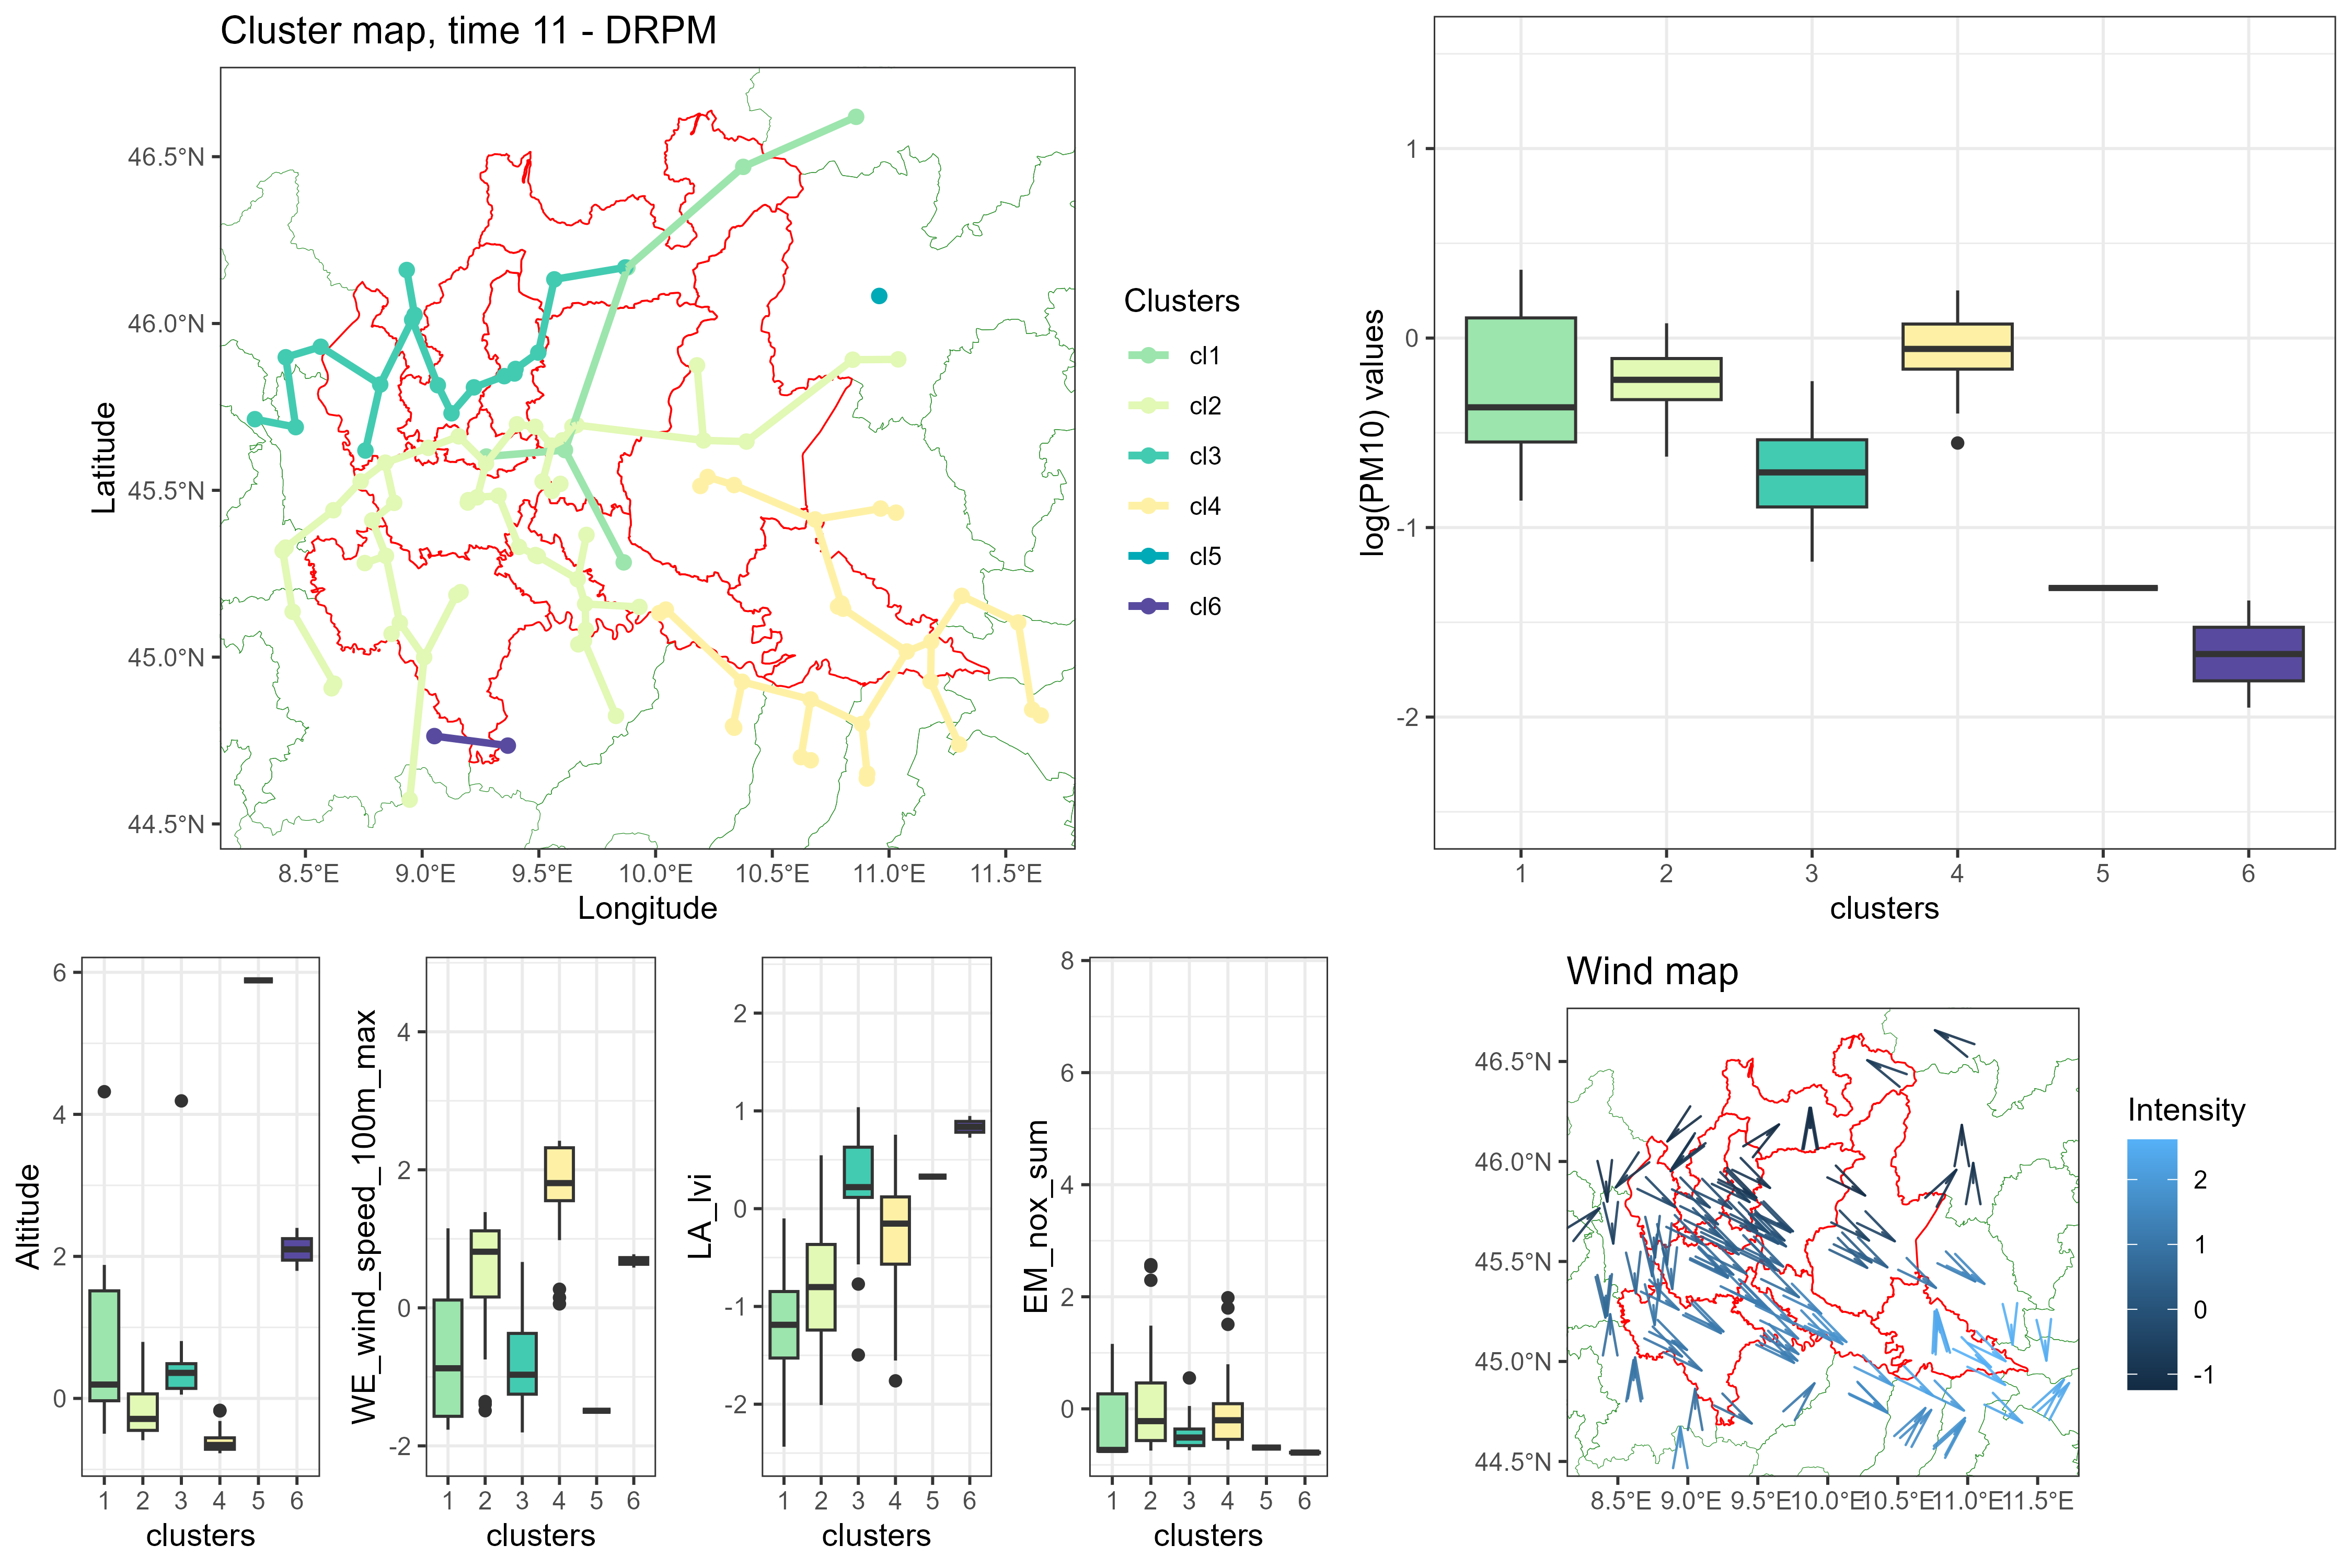 Cluster map, time 11 - DRPM
46.5°N
46.0°N
45.5°N
45.0°N
44.5°N
Latitude
8.5°E 9.0°E 9.5°E 10.0°E 10.5°E 11.0°E 11.5°E
Longitude
Clusters
cl1
cl2
cl3
cl4
cl5
cl6
log(PM10) values
1
0
-1
-2
1 2 3 4 5 6
clusters
Altitude
6
4
2
0
1 2 3 4 5 6
clusters
WE_wind_speed_100m_max
4
2
0
-2
1 2 3 4 5 6
clusters
LA_lvi
2
1
0
-1
-2
1 2 3 4 5 6
clusters
EM_nox_sum
8
6
4
2
0
1 2 3 4 5 6
clusters
Wind map
46.5°N
46.0°N
45.5°N
45.0°N
44.5°N
8.5°E 9.0°E 9.5°E 10.0°E 10.5°E 11.0°E 11.5°E
Intensity
2
1
0
-1